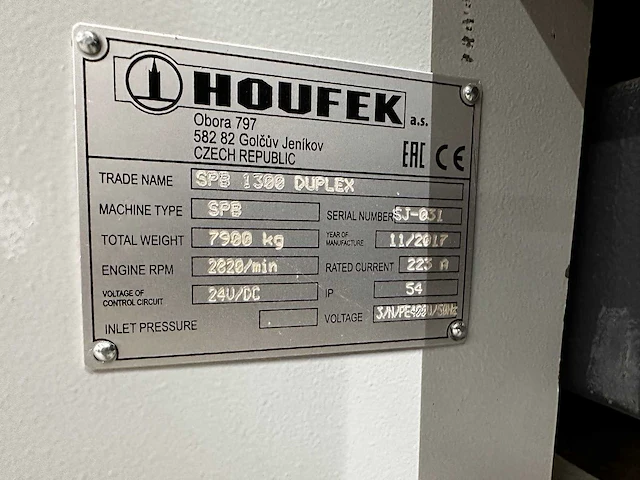 HOUFEK a.s.
Obora 797
582 82 Golčův Jeníkov
CZECH REPUBLIC
EAC CE
TRADE NAME SPB 1300 DUPLEX
MACHINE TYPE SPB SERIAL NUMBER SJ-031
TOTAL WEIGHT 7900 kg YEAR OF MANUFACTURE 11/2017
ENGINE RPM 2820/min RATED CURRENT 223 A
VOLTAGE OF CONTROL CIRCUIT 24V/DC IP 54
INLET PRESSURE VOLTAGE 3/N/PE400V/50Hz